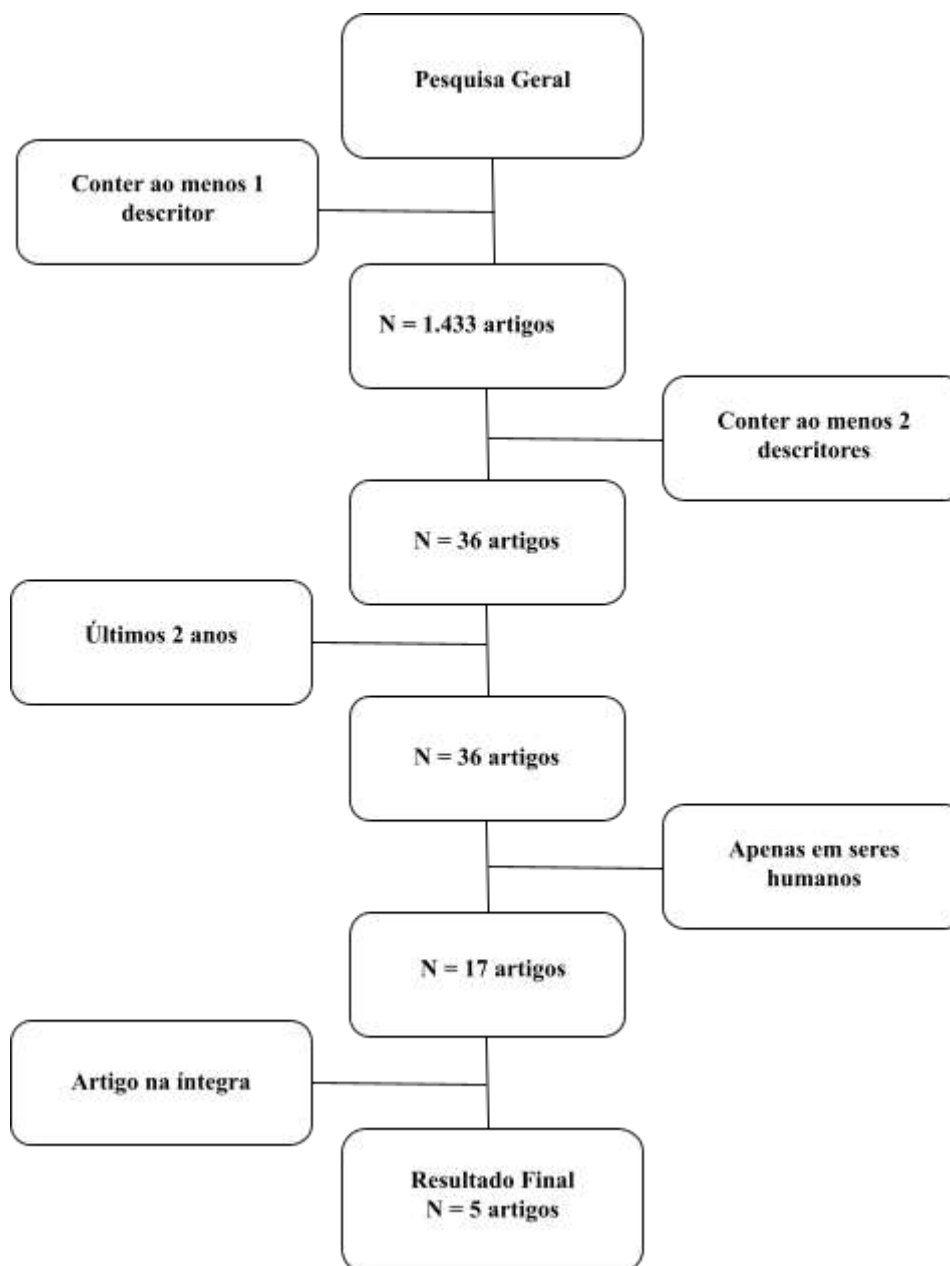 Pesquisa Geral
Conter ao menos 1
descritor
N = 1.433 artigos
Conter ao menos 2
descritores
N = 36 artigos
Últimos 2 anos
N = 36 artigos
Apenas em seres
humanos
N = 17 artigos
Artigo na íntegra
Resultado Final
N = 5 artigos